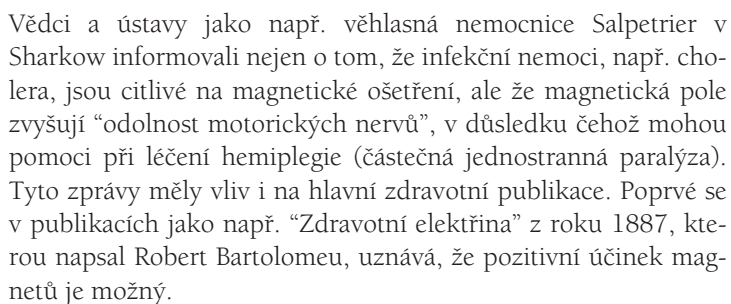 Vědci a ústavy jako např. věhlasná nemocnice Salpetrier v
Sharkow informovali nejen o tom, že infekční nemoci, např. cho-
lera, jsou citlivé na magnetické ošetření, ale že magnetická pole
zvyšují “odolnost motorických nervů”, v důsledku čehož mohou
pomoci při léčení hemiplegie (částečná jednostranná paralýza).
Tyto zprávy měly vliv i na hlavní zdravotní publikace. Poprvé se
v publikacích jako např. “Zdravotní elektřina” z roku 1887, kte-
rou napsal Robert Bartolomeu, uznává, že pozitivní účinek mag-
netů je možný.